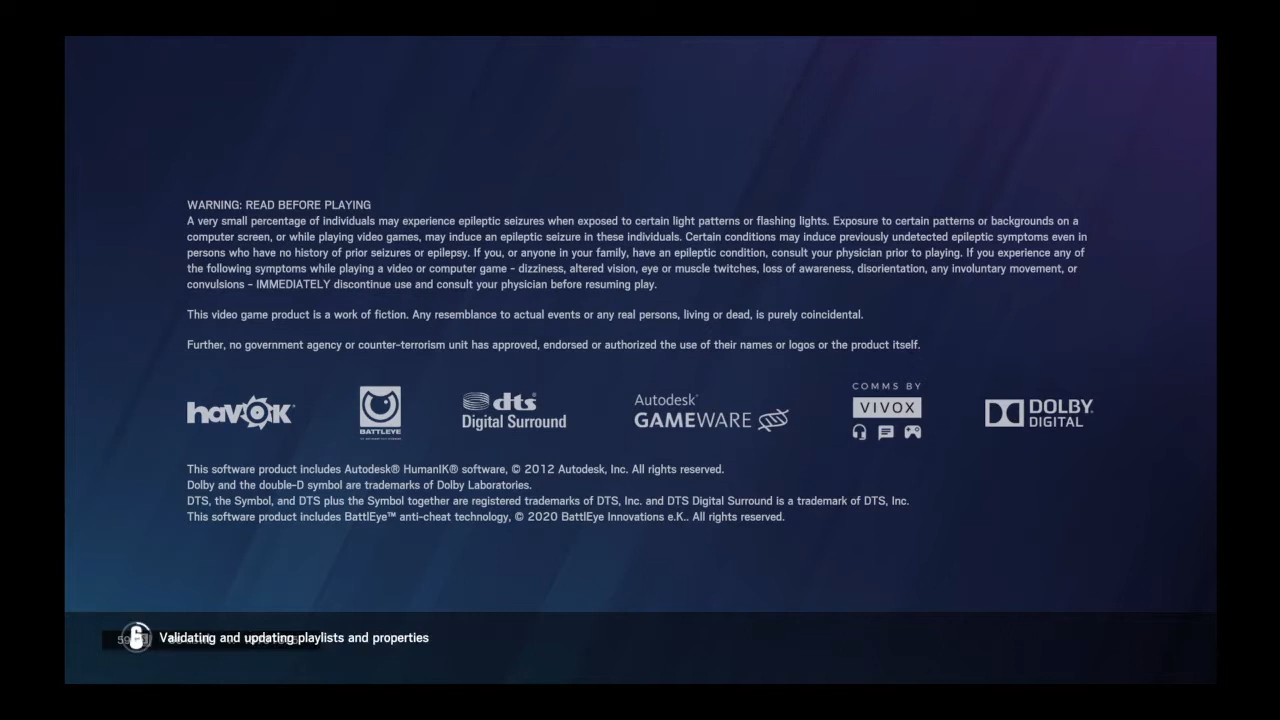 WARNING: READ BEFORE PLAYING
A very small percentage of individuals may experience epileptic seizures when exposed to certain light patterns or flashing lights. Exposure to certain patterns or backgrounds on a
computer screen, or while playing video games, may induce an epileptic seizure in these individuals. Certain conditions may induce previously undetected epileptic symptoms even in
persons who have no history of prior seizures or epilepsy. If you, or anyone in your family, have an epileptic condition, consult your physician prior to playing. If you experience any of
the following symptoms while playing a video or computer game - dizziness, altered vision, eye or muscle twitches, loss of awareness, disorientation, any involuntary movement, or
convulsions - IMMEDIATELY discontinue use and consult your physician before resuming play.
This video game product is a work of fiction. Any resemblance to actual events or any real persons, living or dead, is purely coincidental.
Further, no government agency or counter-terrorism unit has approved, endorsed or authorized the use of their names or logos or the product itself.
havok
BATTLEYE
dts®
Digital Surround
Autodesk®
GAMEWARE
COMMS BY
VIVOX
DOLBY®
DIGITAL
This software product includes Autodesk® HumanIK® software, © 2012 Autodesk, Inc. All rights reserved.
Dolby and the double-D symbol are trademarks of Dolby Laboratories.
DTS, the Symbol, and DTS plus the Symbol together are registered trademarks of DTS, Inc. and DTS Digital Surround is a trademark of DTS, Inc.
This software product includes BattlEye™ anti-cheat technology, © 2020 BattlEye Innovations e.K.. All rights reserved.
6 Validating and updating playlists and properties